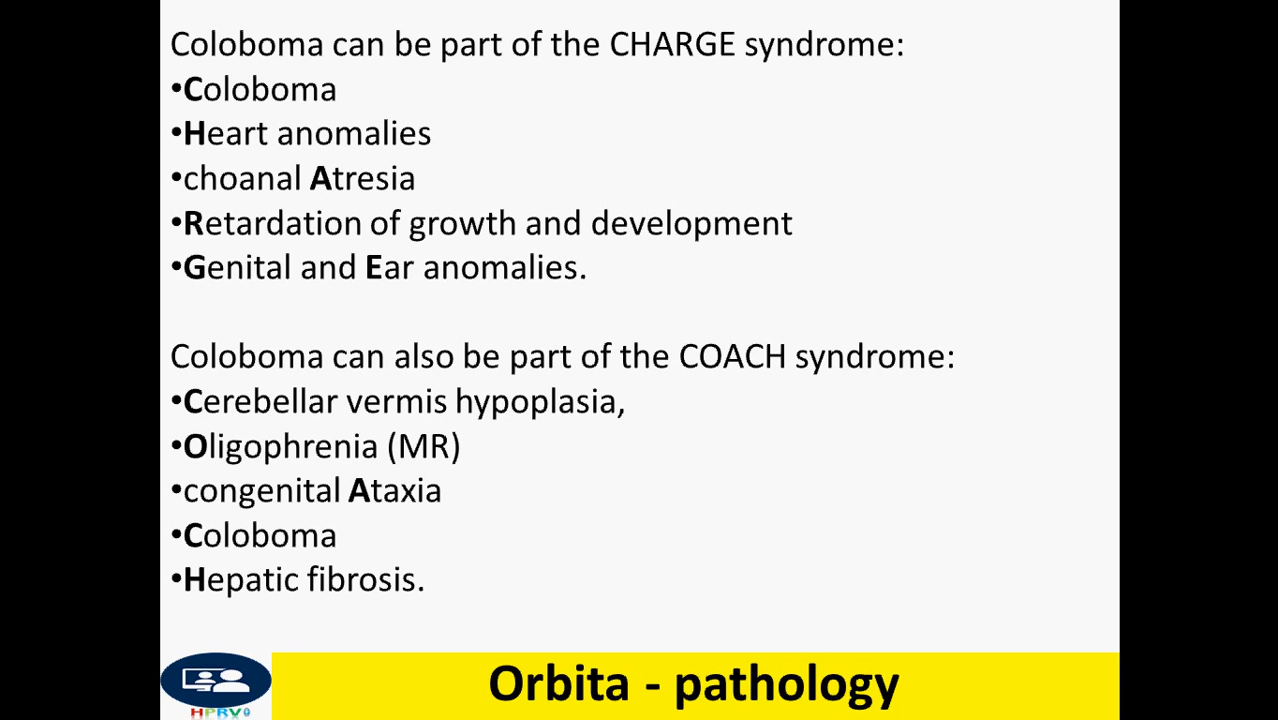 Coloboma can be part of the CHARGE syndrome:
•Coloboma
•Heart anomalies
•choanal Atresia
•Retardation of growth and development
•Genital and Ear anomalies.
Coloboma can also be part of the COACH syndrome:
•Cerebellar vermis hypoplasia,
•Oligophrenia (MR)
•congenital Ataxia
•Coloboma
•Hepatic fibrosis.
Orbita - pathology
HPRV